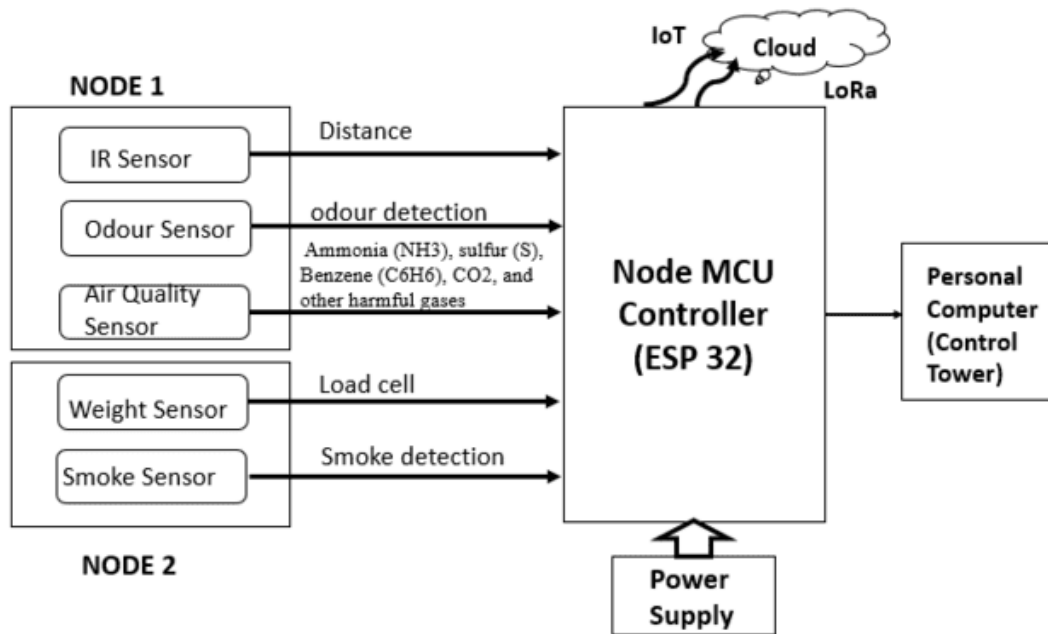 IoT
Cloud
LoRa
NODE 1
IR Sensor
Distance
Odour Sensor
odour detection
Ammonia (NH3), sulfur (S),
Benzene (C6H6), CO2, and
other harmful gases
Air Quality
Sensor
Weight Sensor
Load cell
Smoke Sensor
Smoke detection
NODE 2
Node MCU
Controller
(ESP 32)
Personal
Computer
(Control
Tower)
Power
Supply